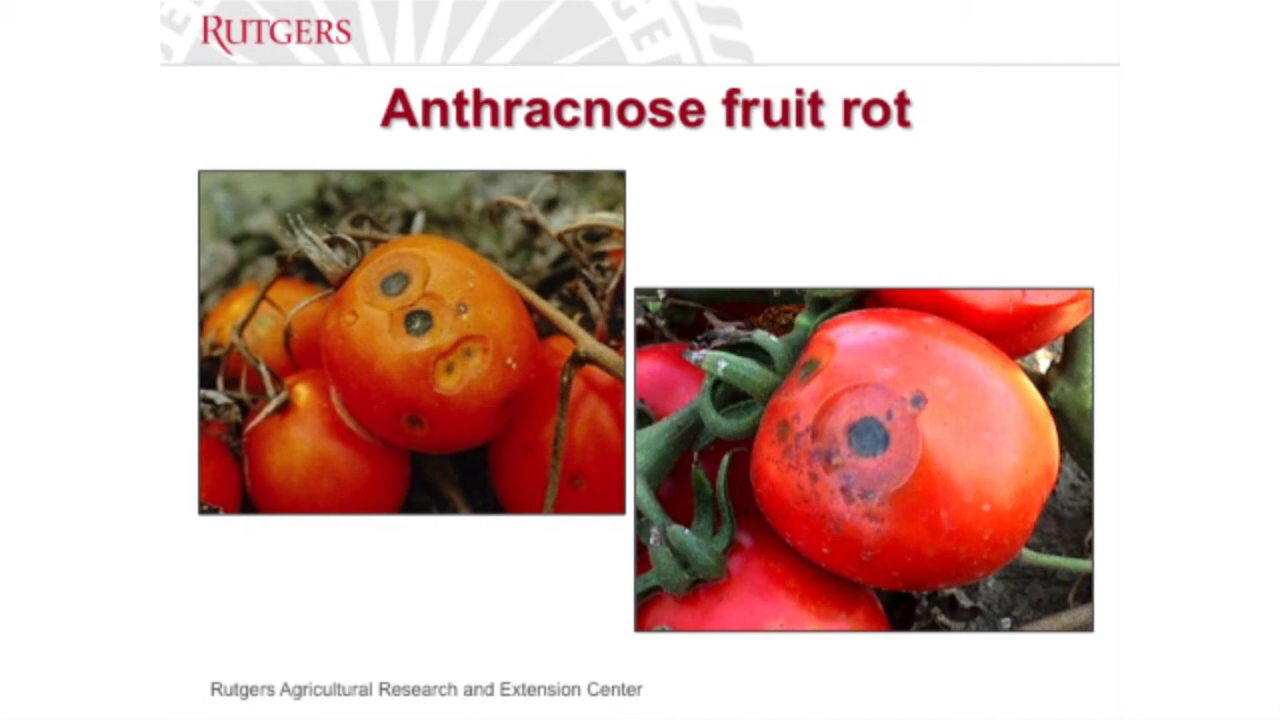 RUTGERS
Anthracnose fruit rot
Rutgers Agricultural Research and Extension Center